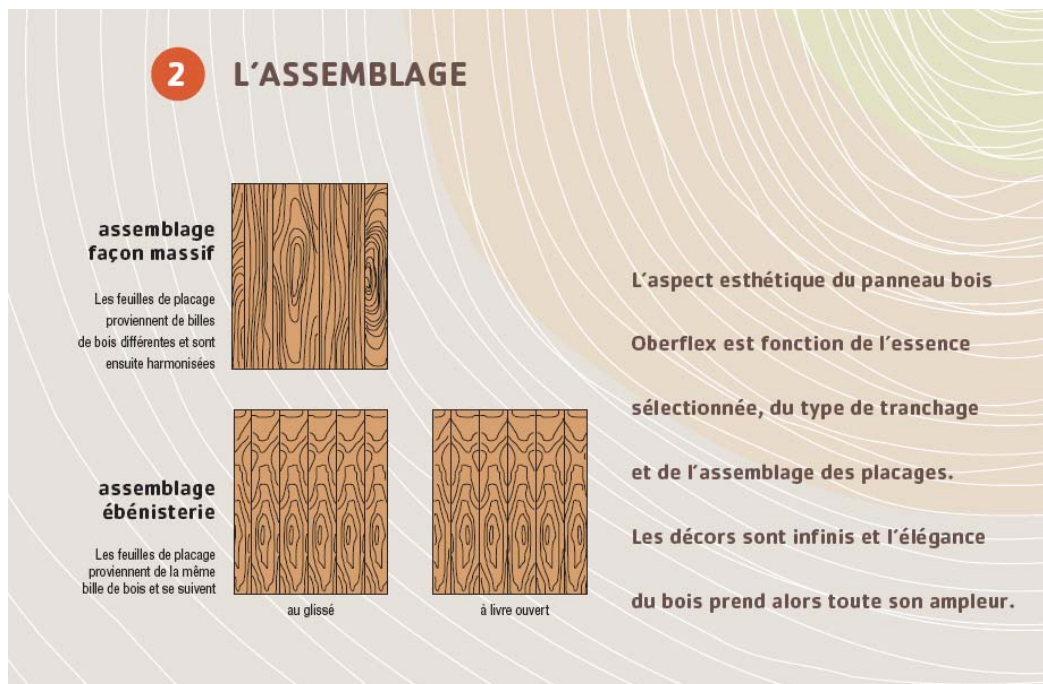 2 L'ASSEMBLAGE
assemblage
façon massif
Les feuilles de placage
proviennent de billes
de bois différentes et sont
ensuite harmonisées
assemblage
ébénisterie
Les feuilles de placage
proviennent de la même
bille de bois et se suivent
au glissé
à livre ouvert
L'aspect esthétique du panneau bois
Oberflex est fonction de l'essence
sélectionnée, du type de tranchage
et de l'assemblage des placages.
Les décors sont infinis et l'élégance
du bois prend alors toute son ampleur.